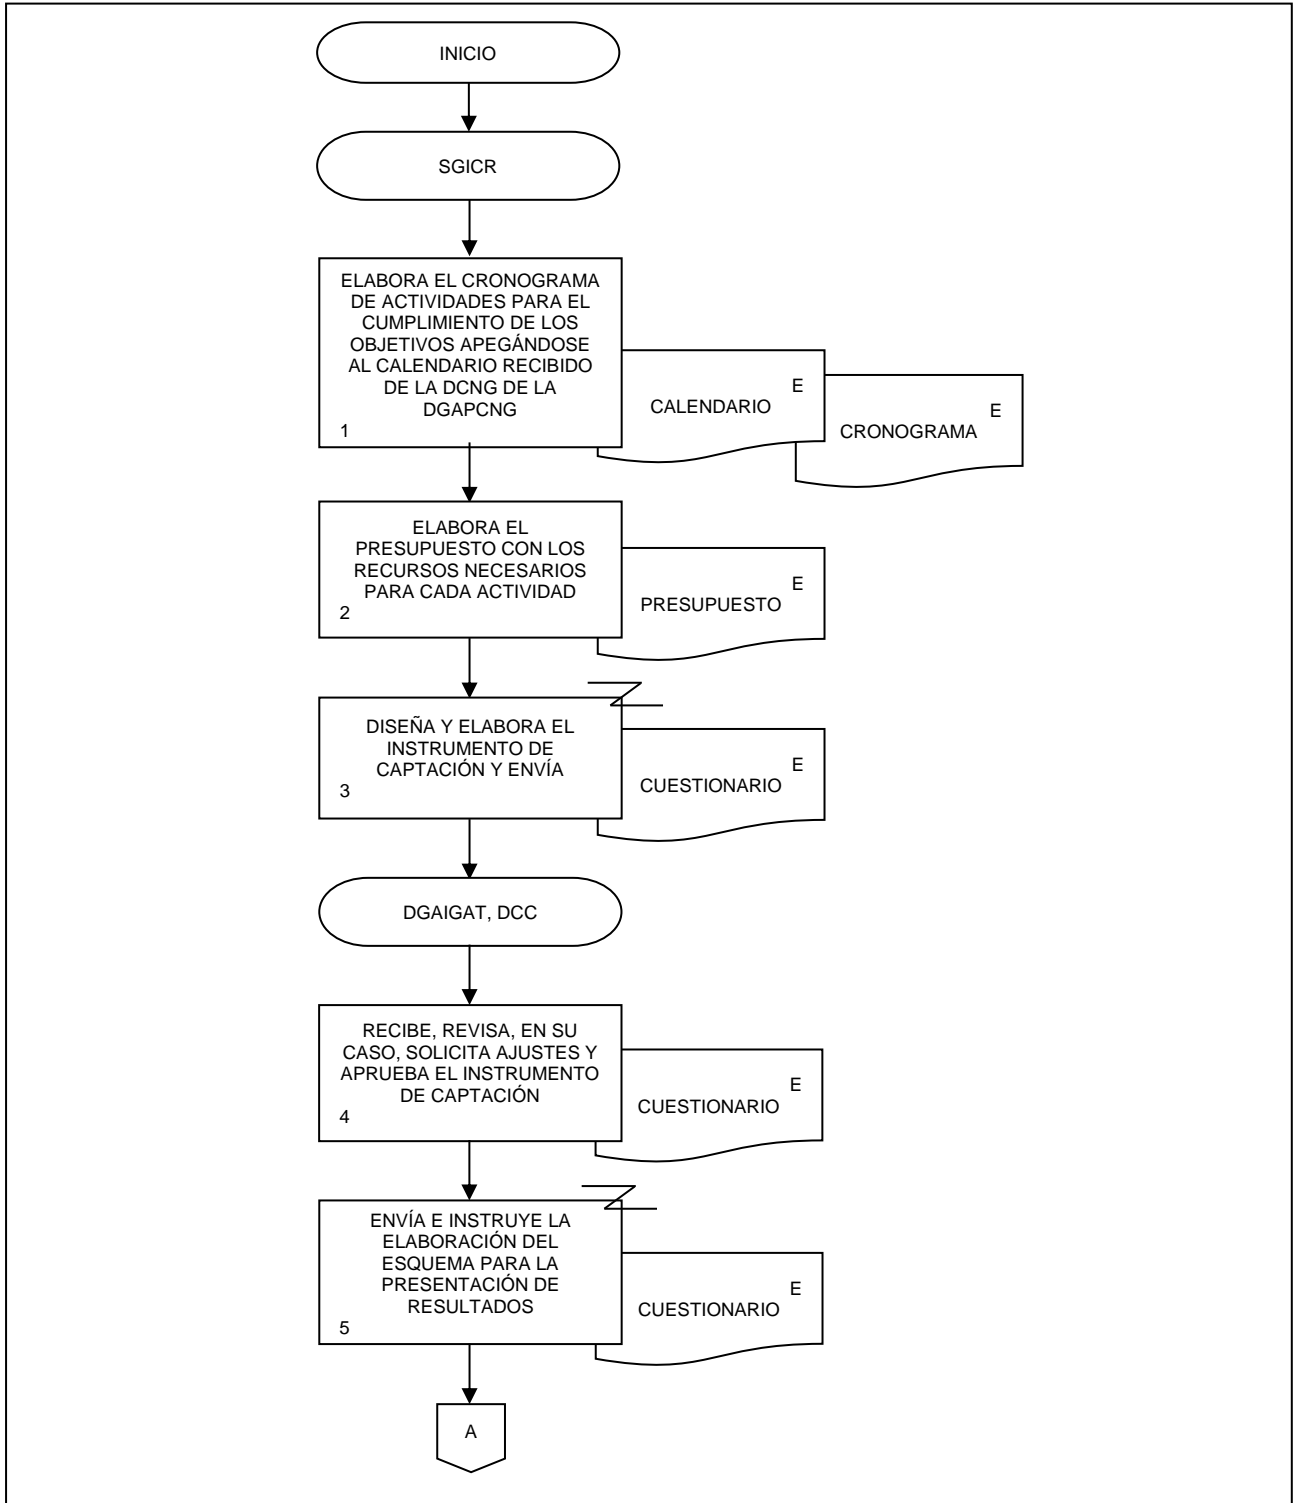 INICIO
SGICR
ELABORA EL CRONOGRAMA
DE ACTIVIDADES PARA EL
CUMPLIMIENTO DE LOS
OBJETIVOS APEGÁNDOSE
AL CALENDARIO RECIBIDO
DE LA DCNG DE LA
DGAPCNG
1
E
CALENDARIO
E
CRONOGRAMA
ELABORA EL
PRESUPUESTO CON LOS
RECURSOS NECESARIOS
PARA CADA ACTIVIDAD
2
E
PRESUPUESTO
DISEÑA Y ELABORA EL
INSTRUMENTO DE
CAPTACIÓN Y ENVÍA
3
E
CUESTIONARIO
DGAIGAT, DCC
RECIBE, REVISA, EN SU
CASO, SOLICITA AJUSTES Y
APRUEBA EL INSTRUMENTO
DE CAPTACIÓN
4
E
CUESTIONARIO
ENVÍA E INSTRUYE LA
ELABORACIÓN DEL
ESQUEMA PARA LA
PRESENTACIÓN DE
RESULTADOS
5
E
CUESTIONARIO
A